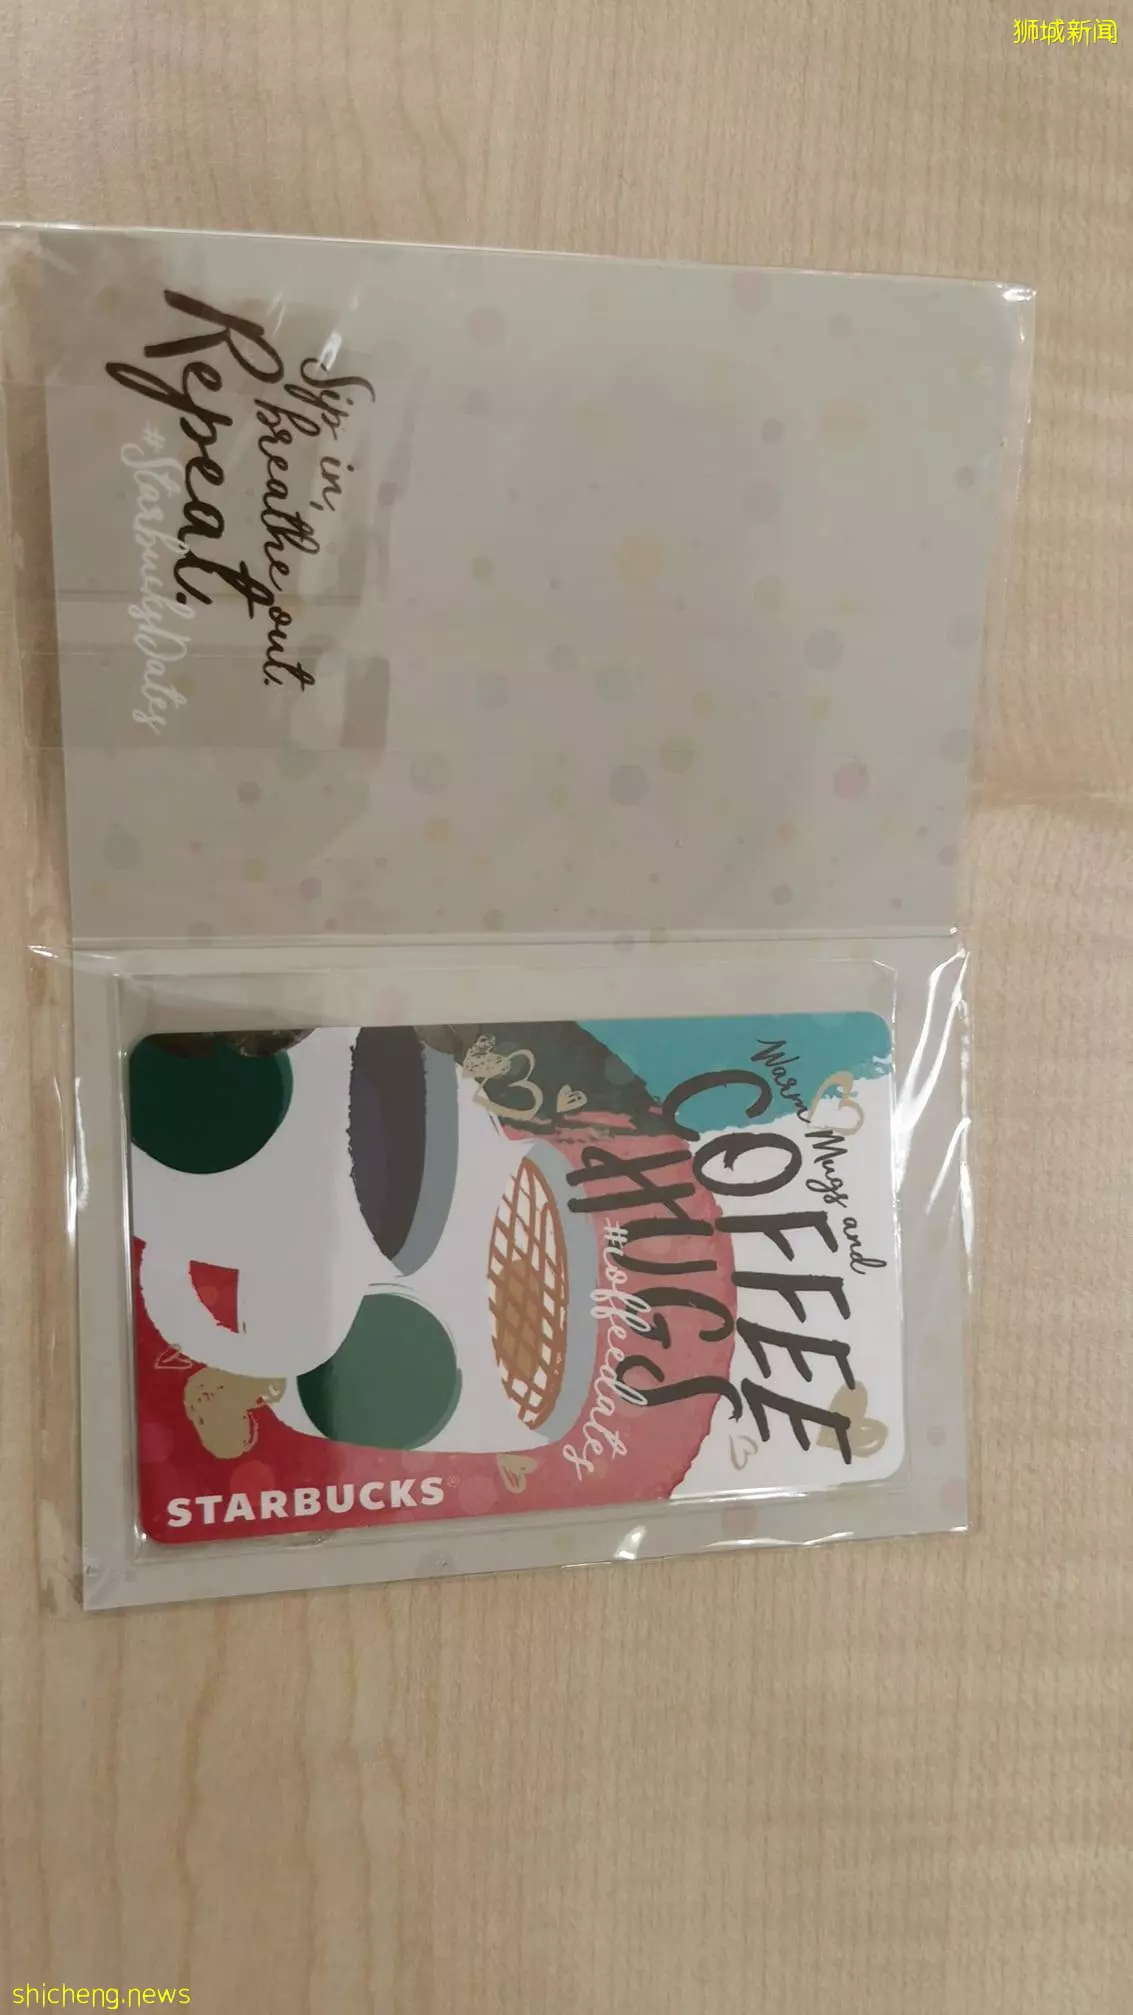 狮城新闻
Sip in,
breathe out.
Repeat.
#StarbucksDates
Warm Mugs and
COFFEE
HUGS
#coffeedates
STARBUCKS®
shicheng.news